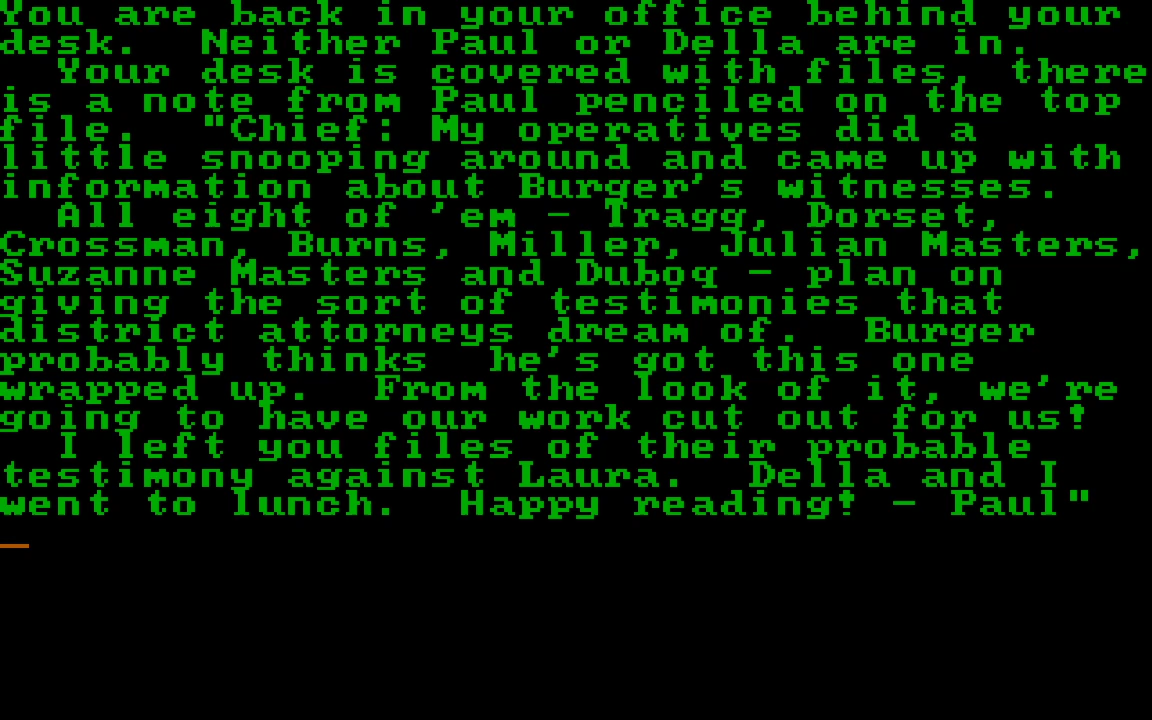 You are back in your office behind your
desk.  Neither Paul or Della are in.
  Your desk is covered with files, there
is a note from Paul penciled on the top
file.  "Chief: My operatives did a
little snooping around and came up with
information about Burger's witnesses.
  All eight of 'em - Tragg, Dorset,
Crossman, Burns, Miller, Julian Masters,
Suzanne Masters and Duboq - plan on
giving the sort of testimonies that
district attorneys dream of.  Burger
probably thinks  he's got this one
wrapped up.  From the look of it, we're
going to have our work cut out for us!
  I left you files of their probable
testimony against Laura.  Della and I
went to lunch.  Happy reading! - Paul"